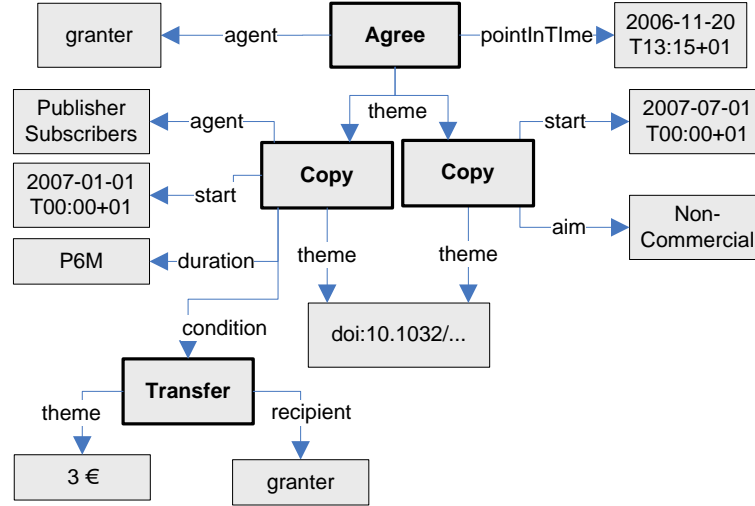 granter
agent
Agree
pointInTIme
2006-11-20
T13:15+01
theme
Publisher
Subscribers
agent
2007-07-01
T00:00+01
start
Copy
Copy
2007-01-01
T00:00+01
start
aim
Non-
Commercial
P6M
duration
theme
theme
condition
doi:10.1032/...
Transfer
theme
recipient
3 €
granter